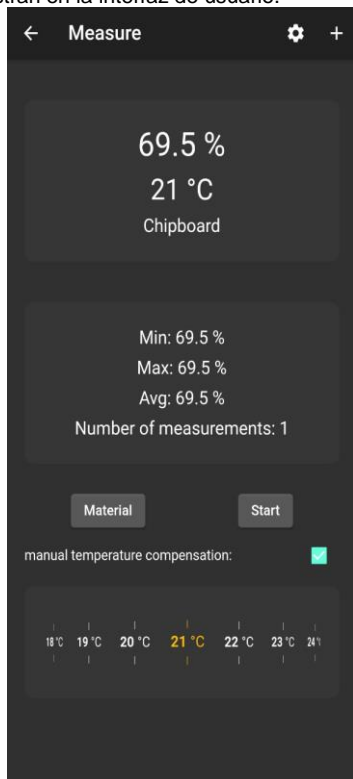 Measure
69.5 %
21 °C
Chipboard
Min: 69.5 %
Max: 69.5 %
Avg: 69.5 %
Number of measurements: 1
Material Start
manual temperature compensation:
18 °C 19 °C 20 °C 21 °C 22 °C 23 °C 24